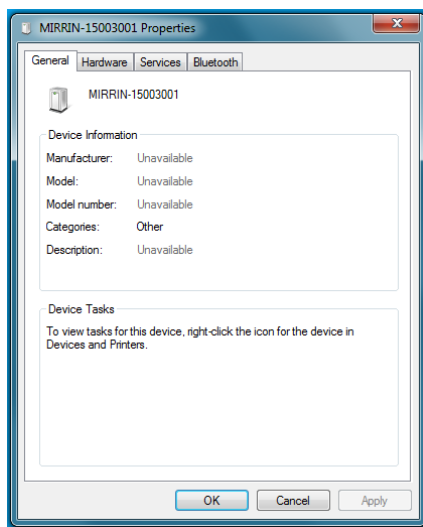 MIRRIN-15003001 Properties
General Hardware Services Bluetooth
MIRRIN-15003001
Device Information
Manufacturer: Unavailable
Model: Unavailable
Model number: Unavailable
Categories: Other
Description: Unavailable
Device Tasks
To view tasks for this device, right-click the icon for the device in
Devices and Printers.
OK Cancel Apply